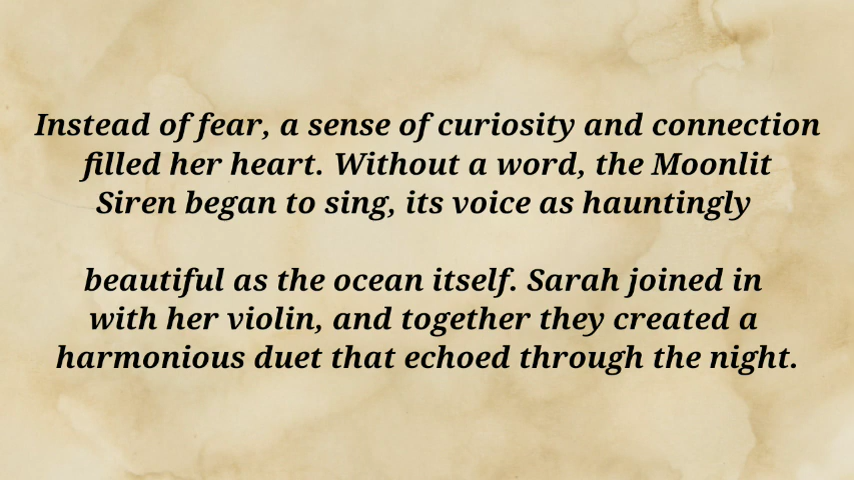 Instead of fear, a sense of curiosity and connection
filled her heart. Without a word, the Moonlit
Siren began to sing, its voice as hauntingly
beautiful as the ocean itself. Sarah joined in
with her violin, and together they created a
harmonious duet that echoed through the night.